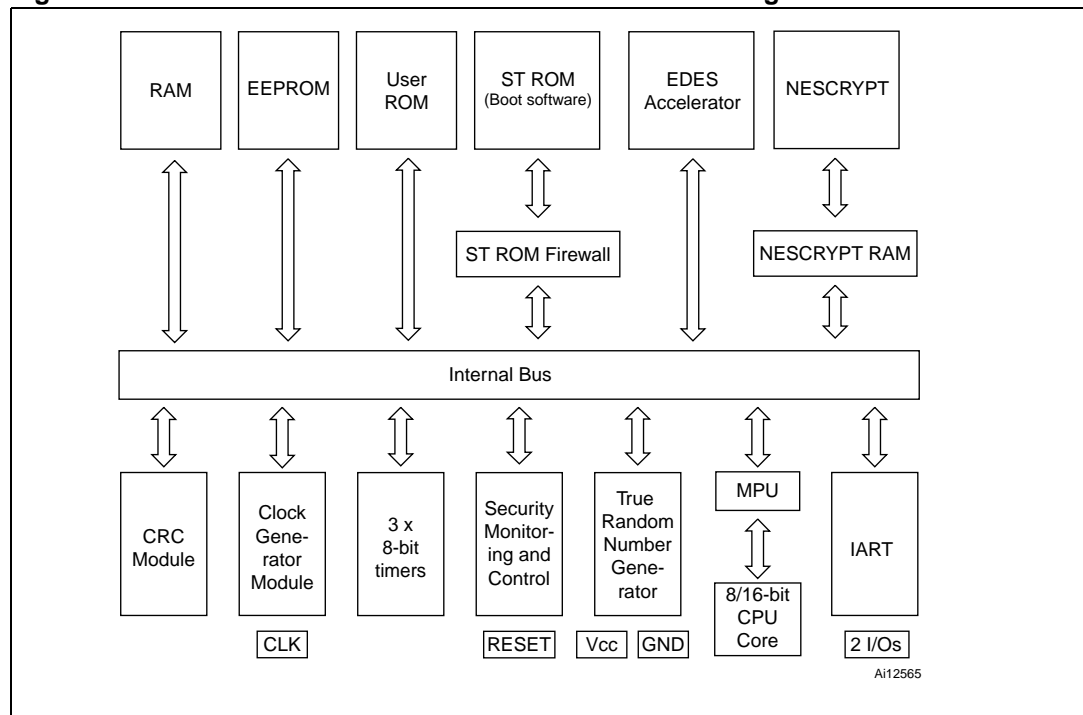 RAM
EEPROM
User
ROM
ST ROM
(Boot software)
EDES
Accelerator
NESCRYPT
ST ROM Firewall
NESCRYPT RAM
Internal Bus
CRC
Module
Clock
Gene-
rator
Module
3 x
8-bit
timers
Security
Monitor-
ing and
Control
True
Random
Number
Gene-
rator
MPU
8/16-bit
CPU
Core
IART
CLK
RESET
Vcc
GND
2 I/Os
Ai12565